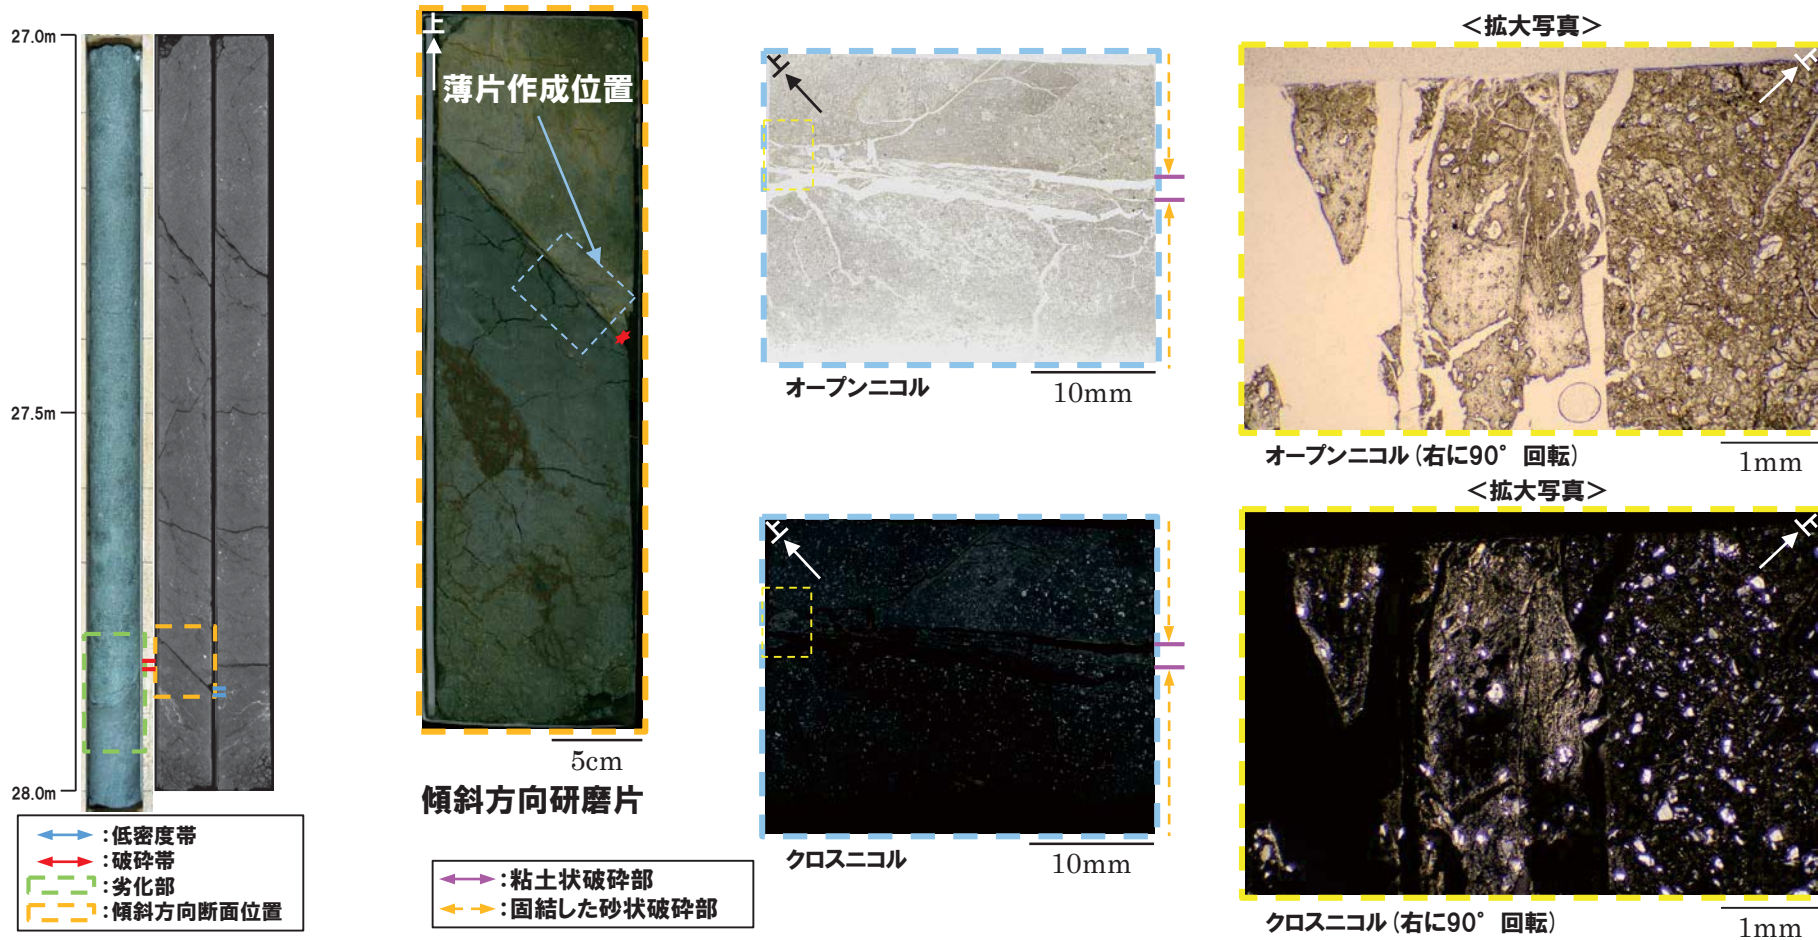 27.0m
27.5m
28.0m
:低密度帯
:破砕帯
:劣化部
:傾斜方向断面位置
上
薄片作成位置
5cm
傾斜方向研磨片
:粘土状破砕部
:固結した砂状破砕部
上
オープンニコル
10mm
上
クロスニコル
10mm
<拡大写真>
上
オープンニコル(右に90°回転)
1mm
<拡大写真>
上
クロスニコル(右に90°回転)
1mm